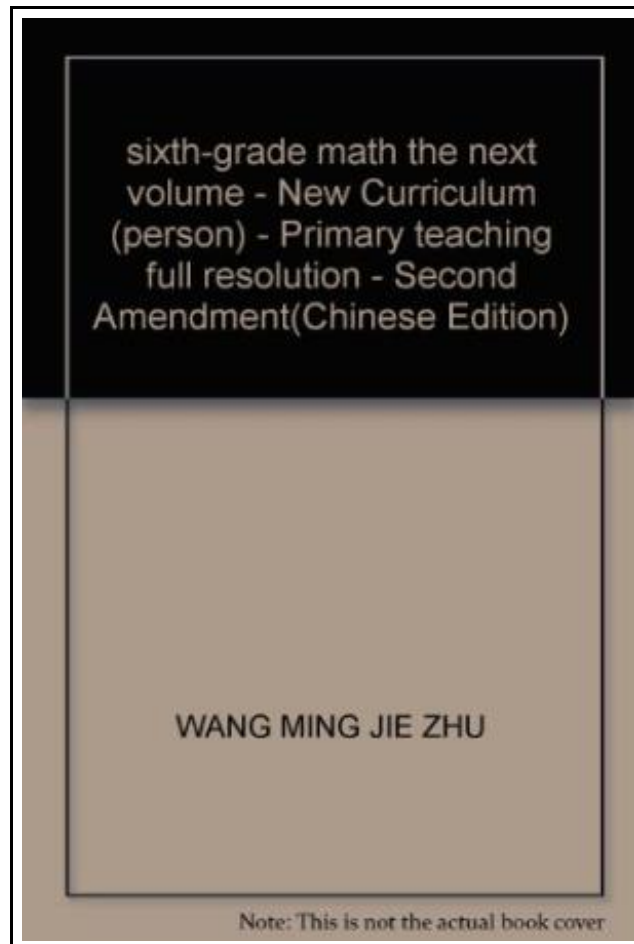 sixth-grade math the next
volume - New Curriculum
(person) - Primary teaching
full resolution - Second
Amendment(Chinese Edition)
WANG MING JIE ZHU
Note: This is not the actual book cover